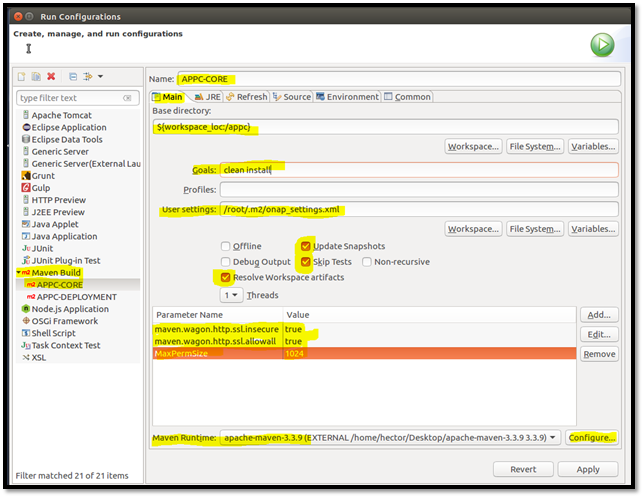 Run Configurations
Create, manage, and run configurations
type filter text
Apache Tomcat
Eclipse Application
Eclipse Data Tools
Generic Server
Generic Server(External Lau
Grunt
Gulp
HTTP Preview
J2EE Preview
Java Applet
Java Application
JUnit
JUnit Plug-in Test
m2 Maven Build
m2 APPC-CORE
m2 APPC-DEPLOYMENT
Node.js Application
OSGi Framework
Shell Script
Task Context Test
XSL
Filter matched 21 of 21 items
Name: APPC-CORE
Main JRE Refresh Source Environment Common
Base directory:
${workspace_loc:/appc}
Workspace... File System... Variables...
Goals: clean install
Profiles:
User settings: /root/.m2/onap_settings.xml
Workspace... File System... Variables...
Offline Update Snapshots
Debug Output Skip Tests Non-recursive
Resolve Workspace artifacts
1 Threads
Parameter Name Value
maven.wagon.http.ssl.insecure true
maven.wagon.http.ssl.allowall true
MaxPermSize 1024
Add...
Edit...
Remove
Maven Runtime: apache-maven-3.3.9 (EXTERNAL /home/hector/Desktop/apache-maven-3.3.9 3.3.9) Configure...
Revert Apply